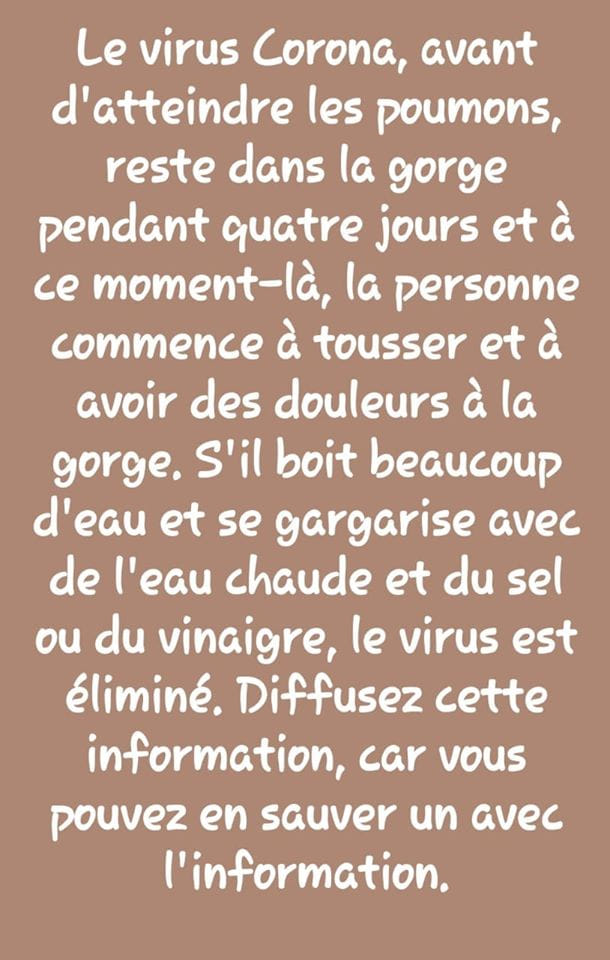 Le virus Corona, avant
d'atteindre les poumons,
reste dans la gorge
pendant quatre jours et à
ce moment-là, la personne
commence à tousser et à
avoir des douleurs à la
gorge. S'il boit beaucoup
d'eau et se gargarise avec
de l'eau chaude et du sel
ou du vinaigre, le virus est
éliminé. Diffusez cette
information, car vous
pouvez en sauver un avec
l'information.